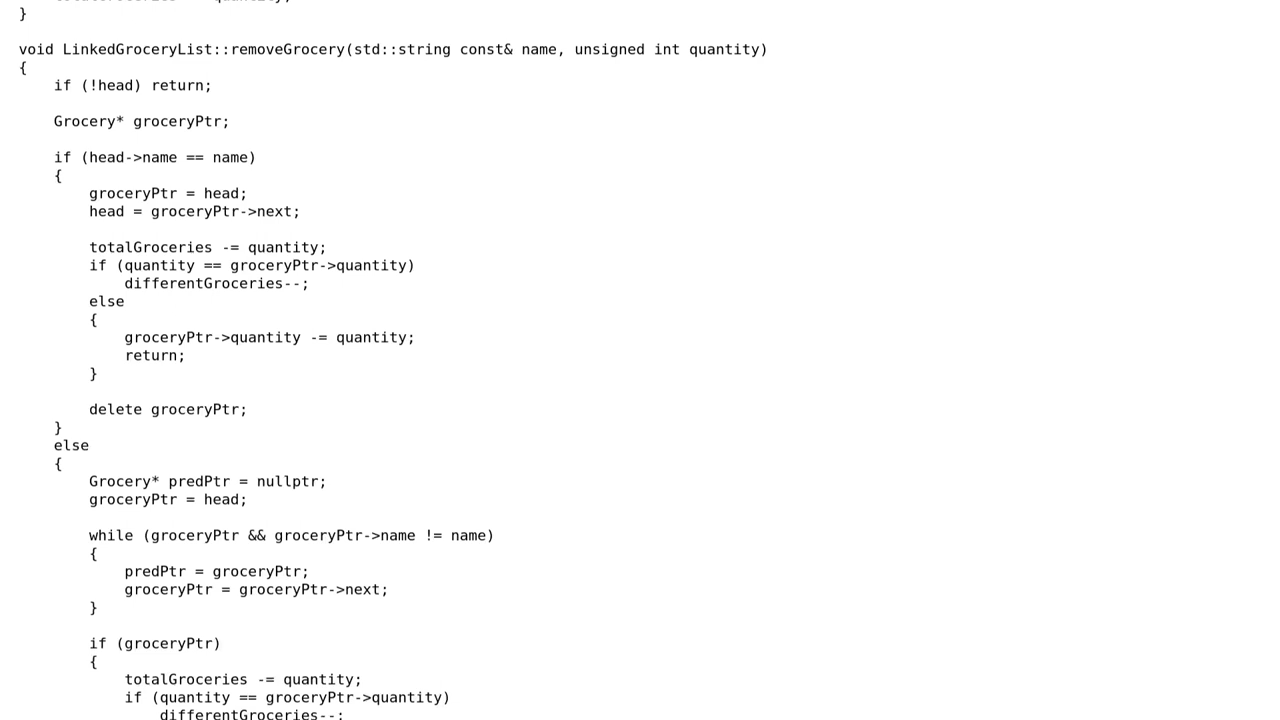 }
void LinkedGroceryList::removeGrocery(std::string const& name, unsigned int quantity)
{
    if (!head) return;

    Grocery* groceryPtr;

    if (head->name == name)
    {
        groceryPtr = head;
        head = groceryPtr->next;

        totalGroceries -= quantity;
        if (quantity == groceryPtr->quantity)
            differentGroceries--;
        else
        {
            groceryPtr->quantity -= quantity;
            return;
        }

        delete groceryPtr;
    }
    else
    {
        Grocery* predPtr = nullptr;
        groceryPtr = head;

        while (groceryPtr && groceryPtr->name != name)
        {
            predPtr = groceryPtr;
            groceryPtr = groceryPtr->next;
        }

        if (groceryPtr)
        {
            totalGroceries -= quantity;
            if (quantity == groceryPtr->quantity)
                differentGroceries--;